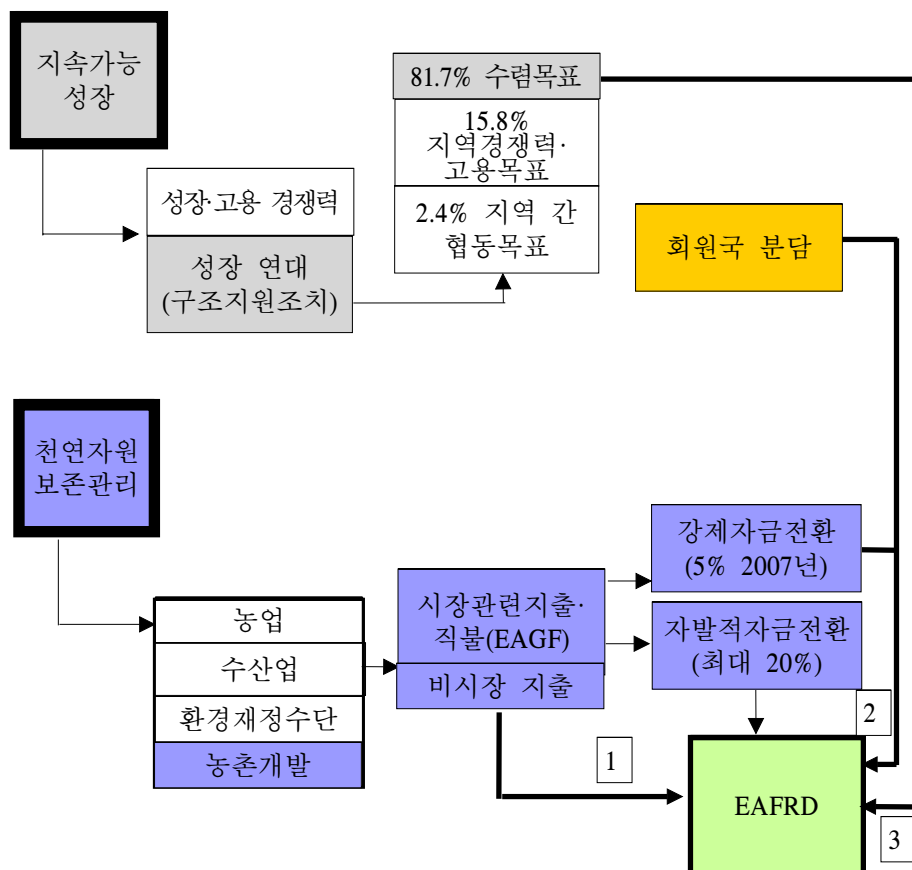 지속가능
성장
81.7% 수렴목표
15.8%
지역경쟁력·
고용목표
2.4% 지역 간
협동목표
성장·고용 경쟁력
성장 연대
(구조지원조치)
회원국 분담
천연자원
보존관리
농업
수산업
환경재정수단
농촌개발
시장관련지출·
직불(EAGF)
비시장 지출
강제자금전환
(5% 2007년)
자발적자금전환
(최대 20%)
1
2
EAFRD
3